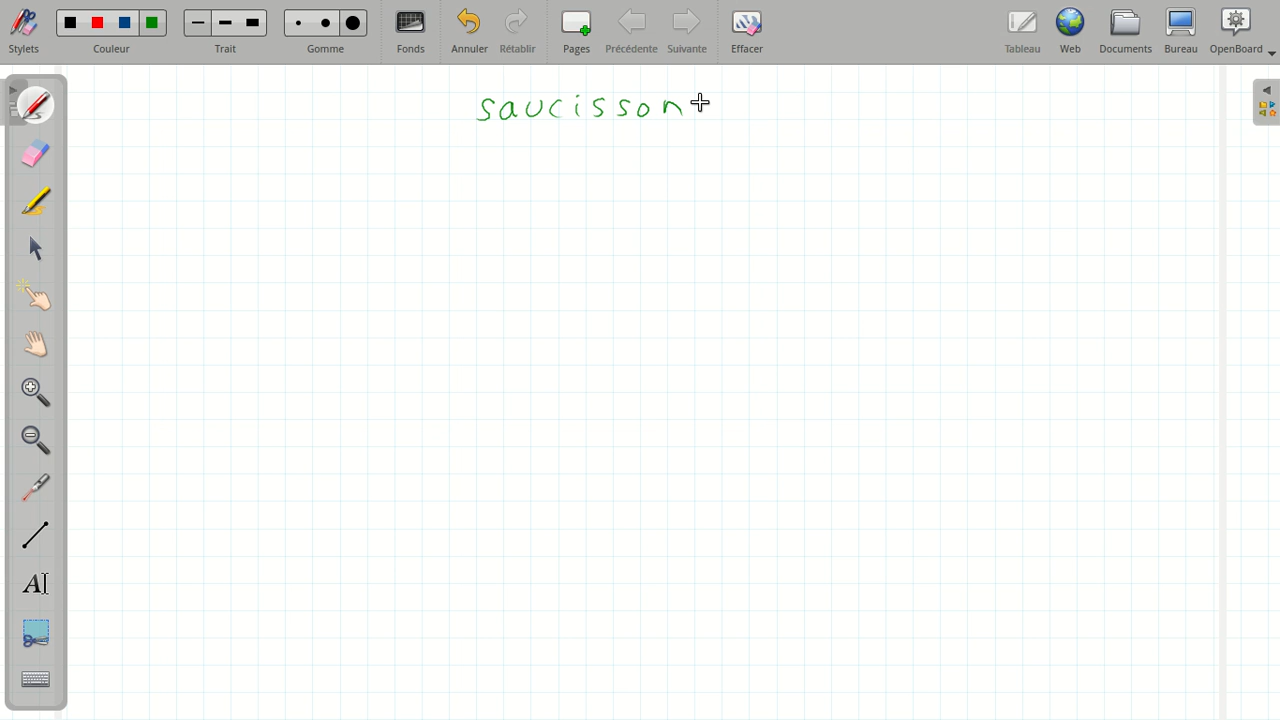 Stylets Couleur Trait Gomme Fonds Annuler Rétablir Pages Précédente Suivante Effacer Tableau Web Documents Bureau OpenBoard
saucisson
A